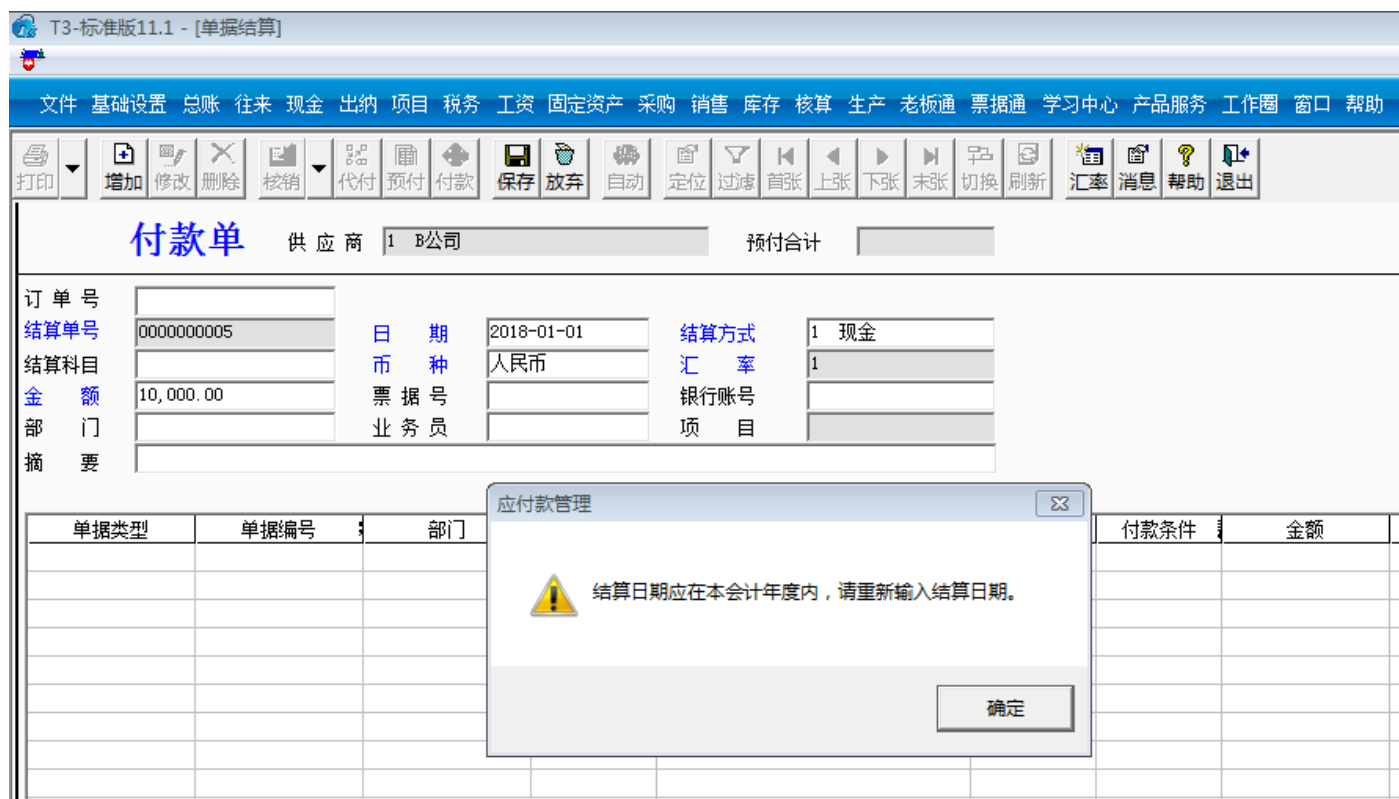 T3-标准版11.1 - [单据结算]
文件 基础设置 总账 往来 现金 出纳 项目 税务 工资 固定资产 采购 销售 库存 核算 生产 老板通 票据通 学习中心 产品服务 工作圈 窗口 帮助
打印 增加 修改 删除 核销 代付 预付 付款 保存 放弃 自动 定位 过滤 首张 上张 下张 末张 切换 刷新 汇率 消息 帮助 退出
付款单 供应商 1 B公司 预付合计
订单号
结算单号 0000000005 日期 2018-01-01 结算方式 1 现金
结算科目 币种 人民币 汇率 1
金额 10,000.00 票据号 银行账号
部门 业务员 项目
摘要
应付款管理
单据类型 单据编号 部门 付款条件 金额
结算日期应在本会计年度内，请重新输入结算日期。
确定